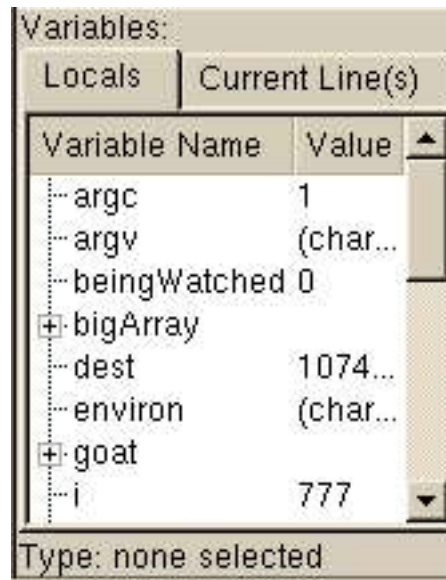 Variables:
Locals Current Line(s)
Variable Name Value
argc 1
argv (char...
beingWatched 0
bigArray
dest 1074...
environ (char...
goat
i 777
Type: none selected